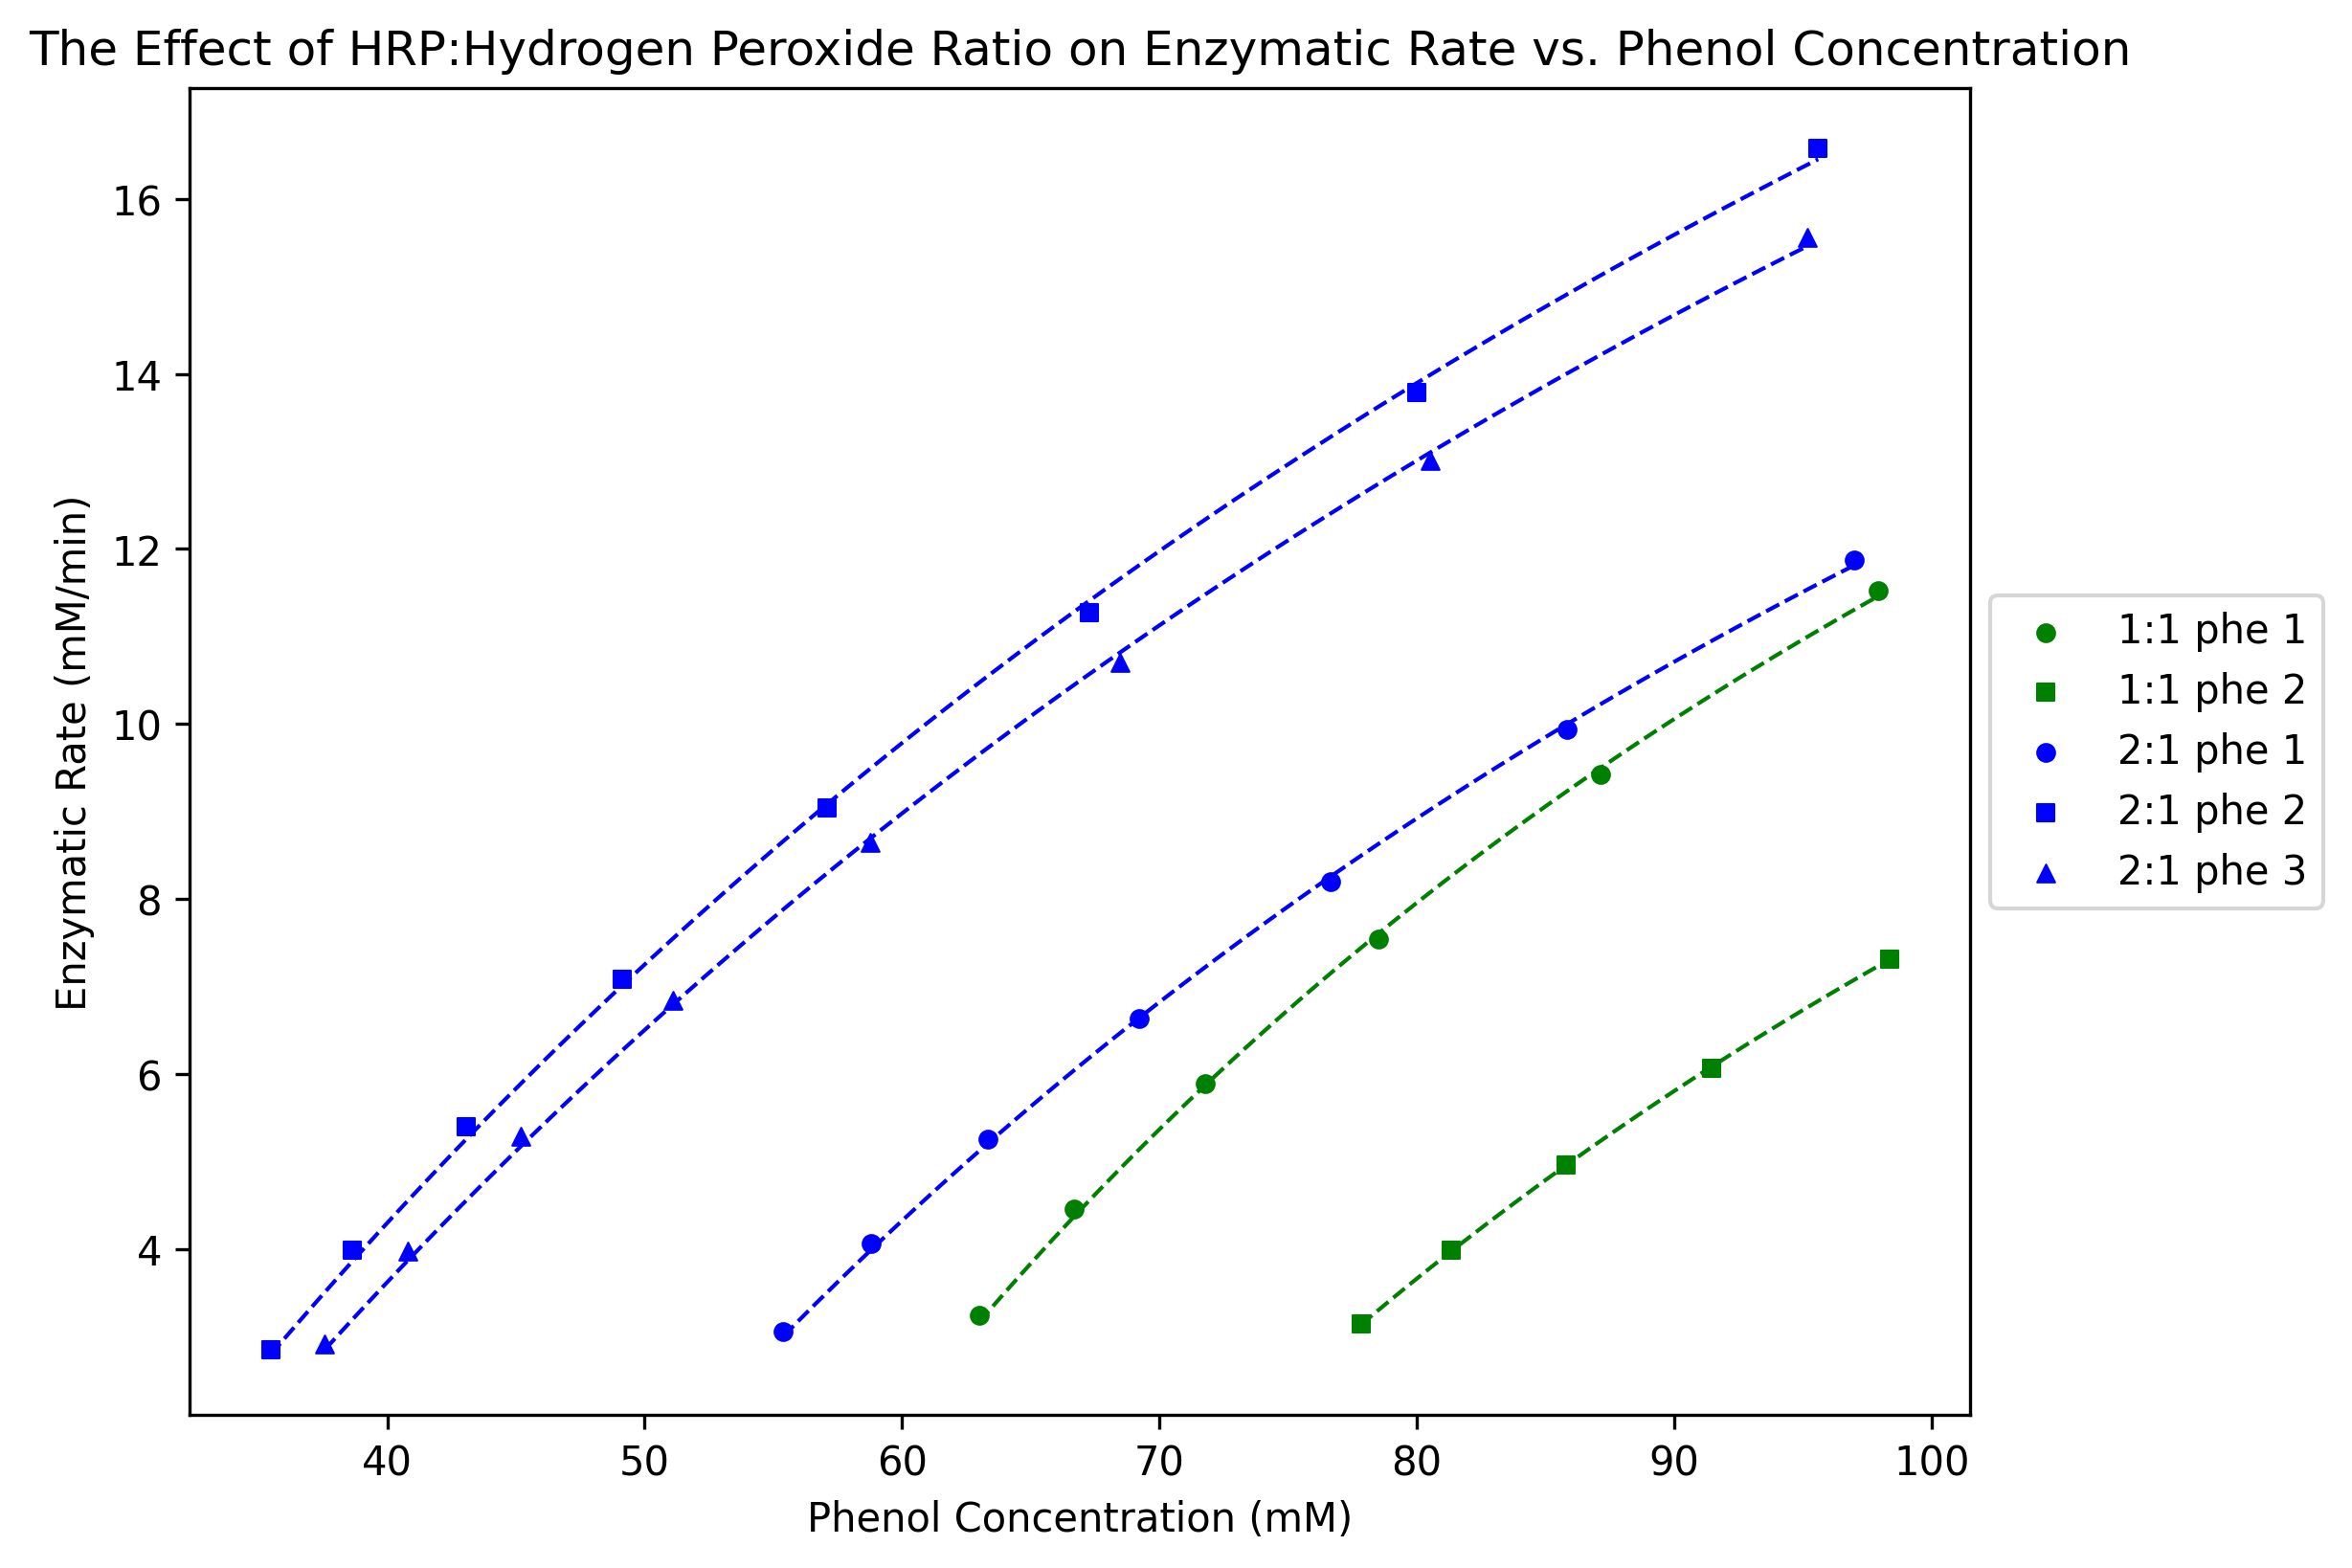 The Effect of HRP:Hydrogen Peroxide Ratio on Enzymatic Rate vs. Phenol Concentration
Enzymatic Rate (mM/min)
16
14
12
10
8
6
4
40 50 60 70 80 90 100
Phenol Concentration (mM)
1:1 phe 1
1:1 phe 2
2:1 phe 1
2:1 phe 2
2:1 phe 3